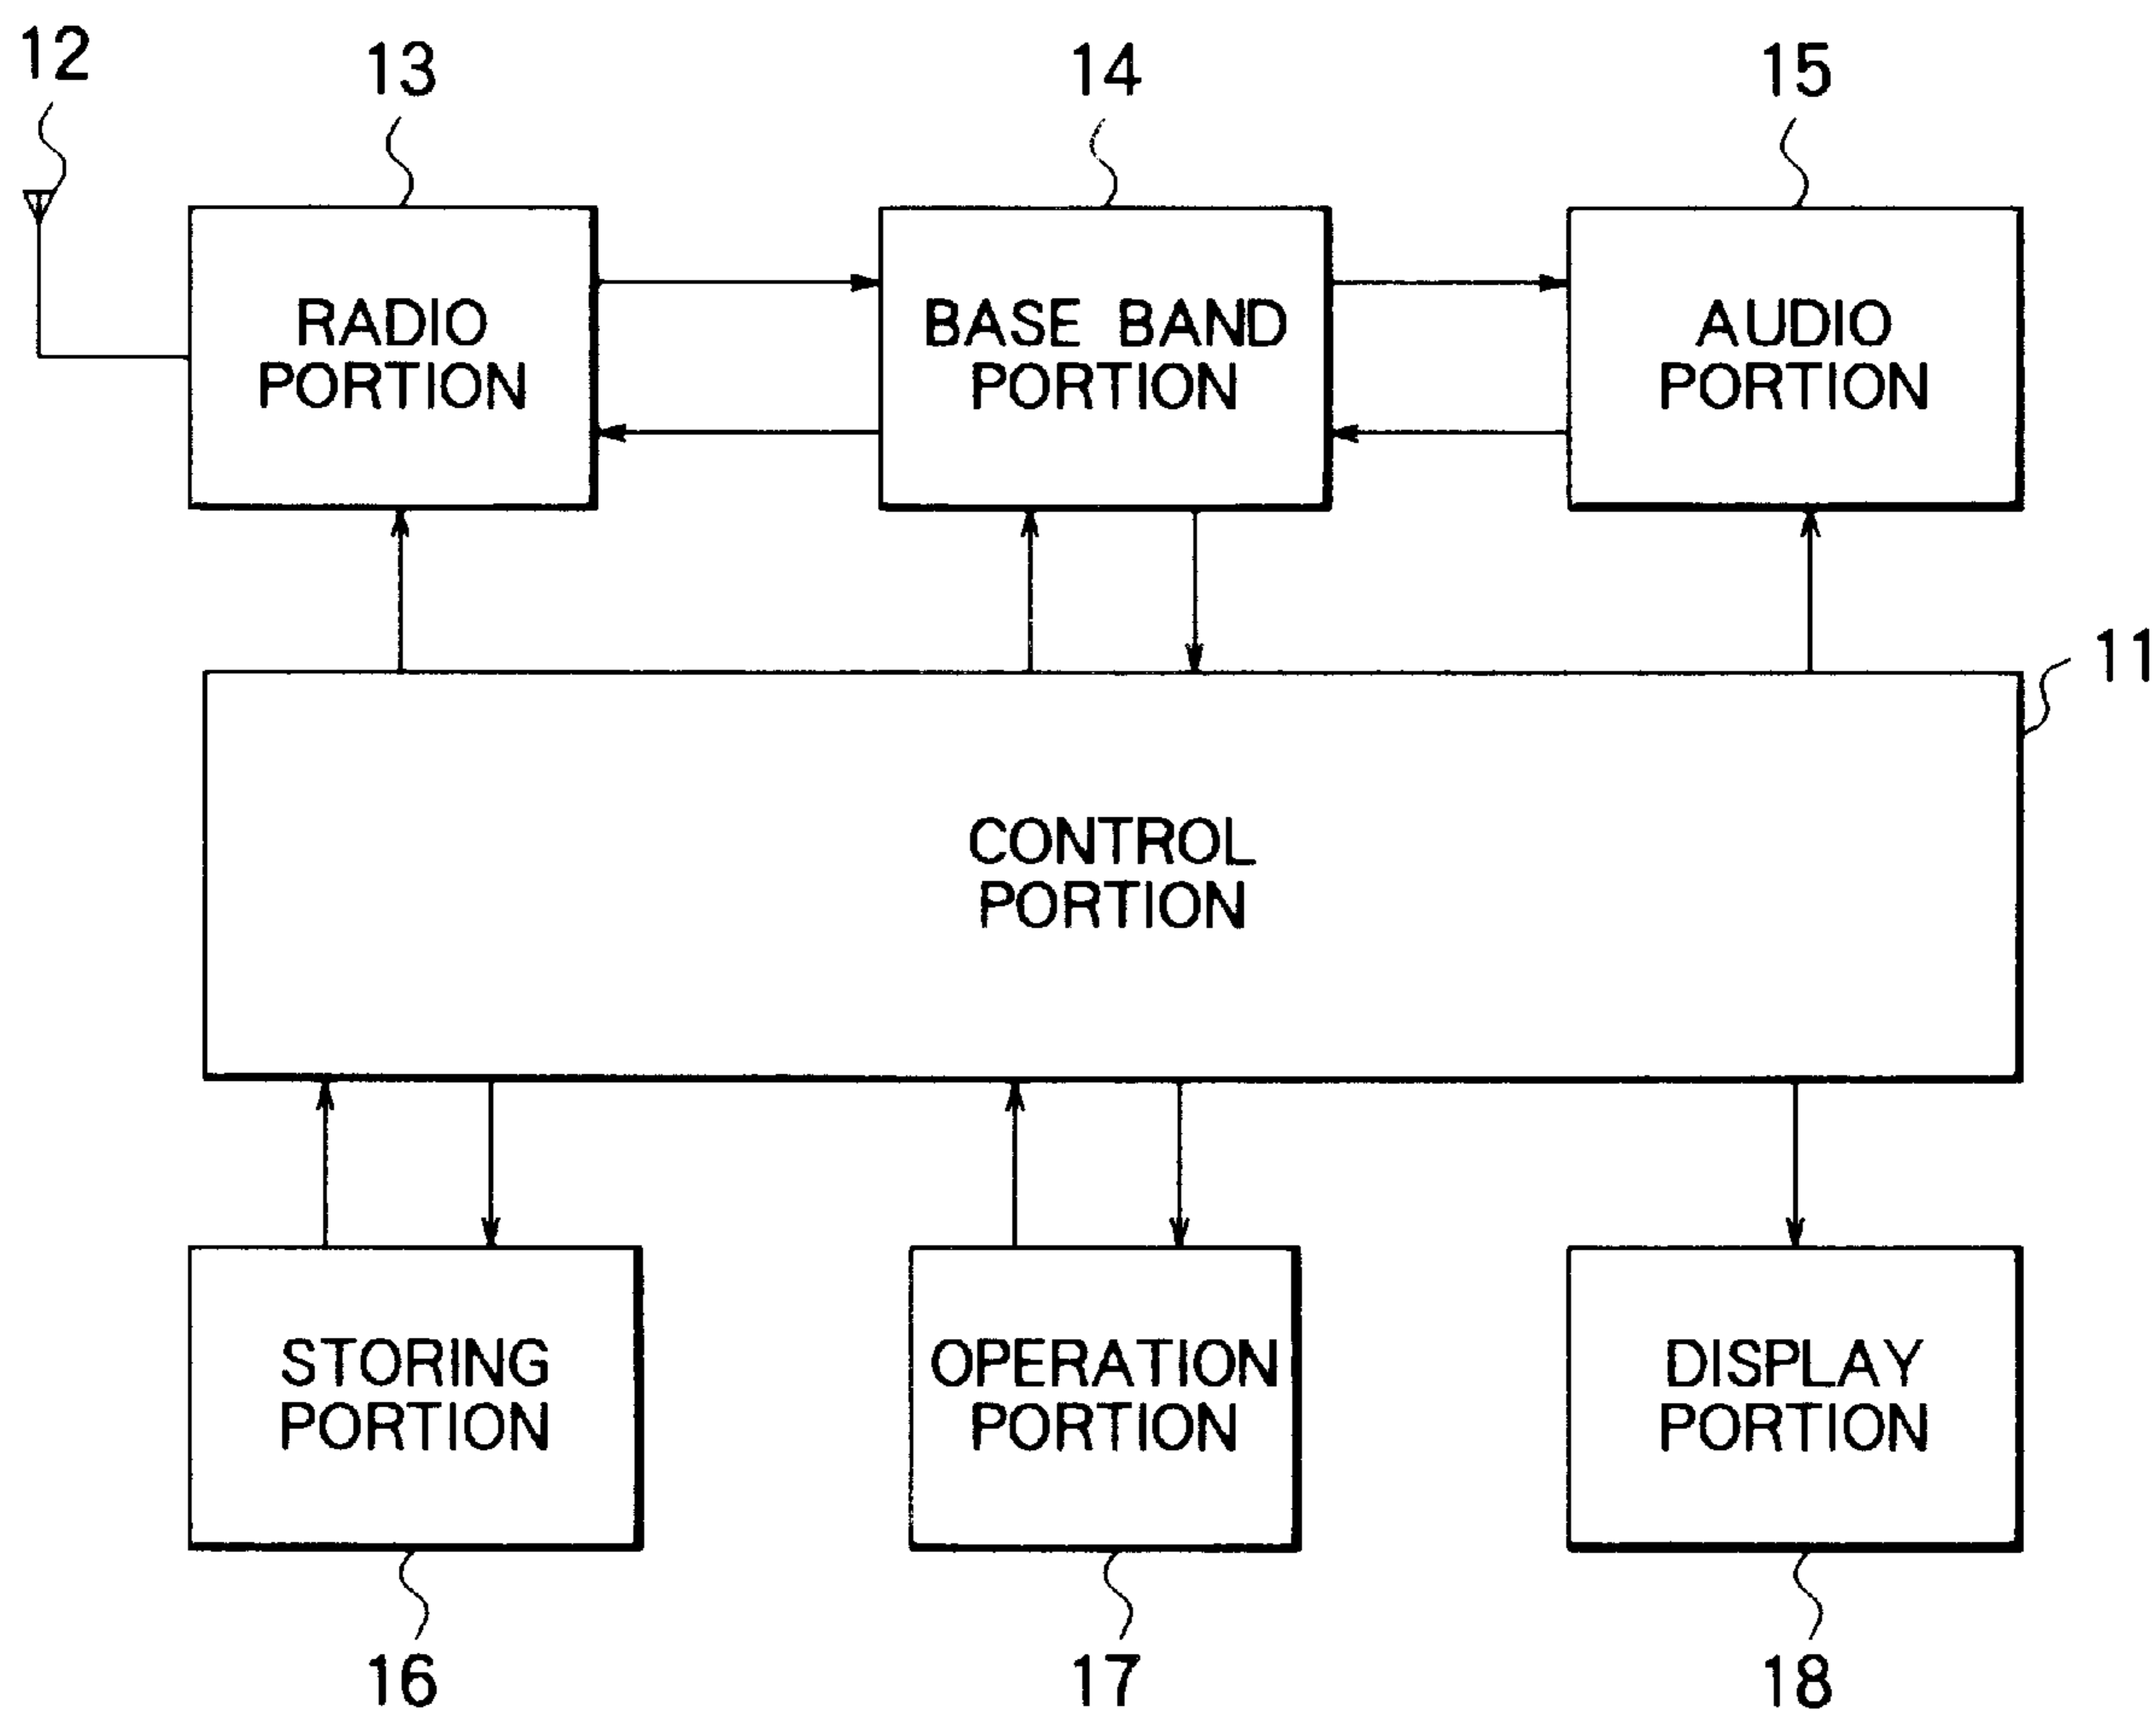 12
13
14
15
RADIO
PORTION
BASE BAND
PORTION
AUDIO
PORTION
11
CONTROL
PORTION
STORING
PORTION
OPERATION
PORTION
DISPLAY
PORTION
16
17
18